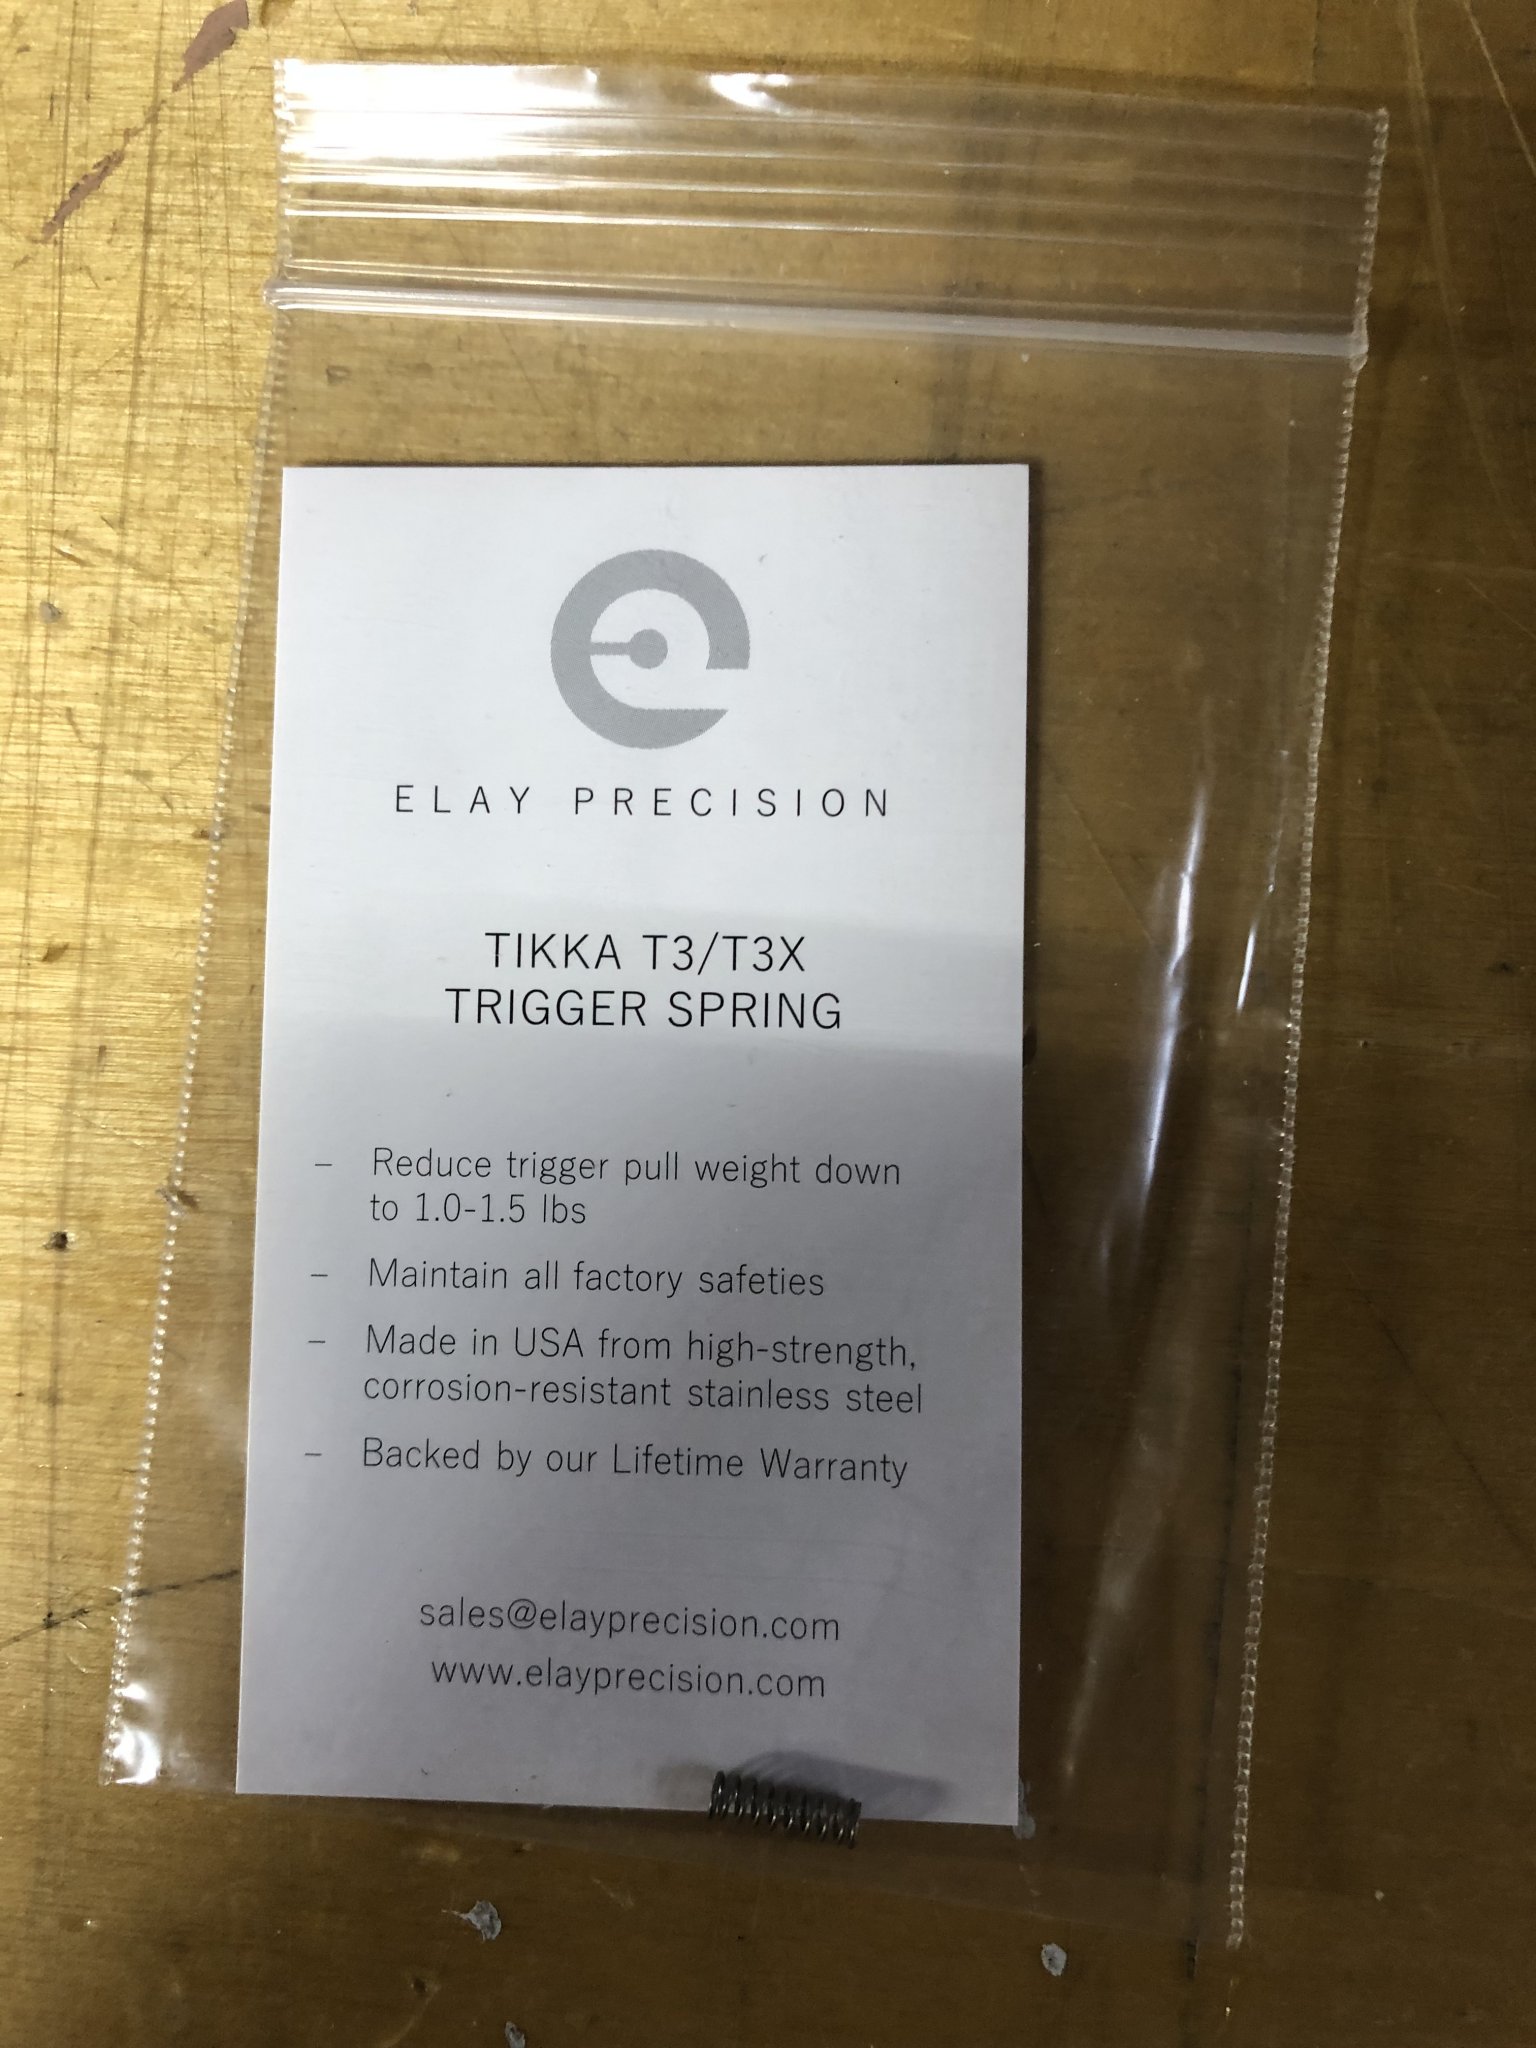 ELAY PRECISION
TIKKA T3/T3X
TRIGGER SPRING
– Reduce trigger pull weight down
to 1.0-1.5 lbs
– Maintain all factory safeties
– Made in USA from high-strength,
corrosion-resistant stainless steel
– Backed by our Lifetime Warranty
sales@elayprecision.com
www.elayprecision.com